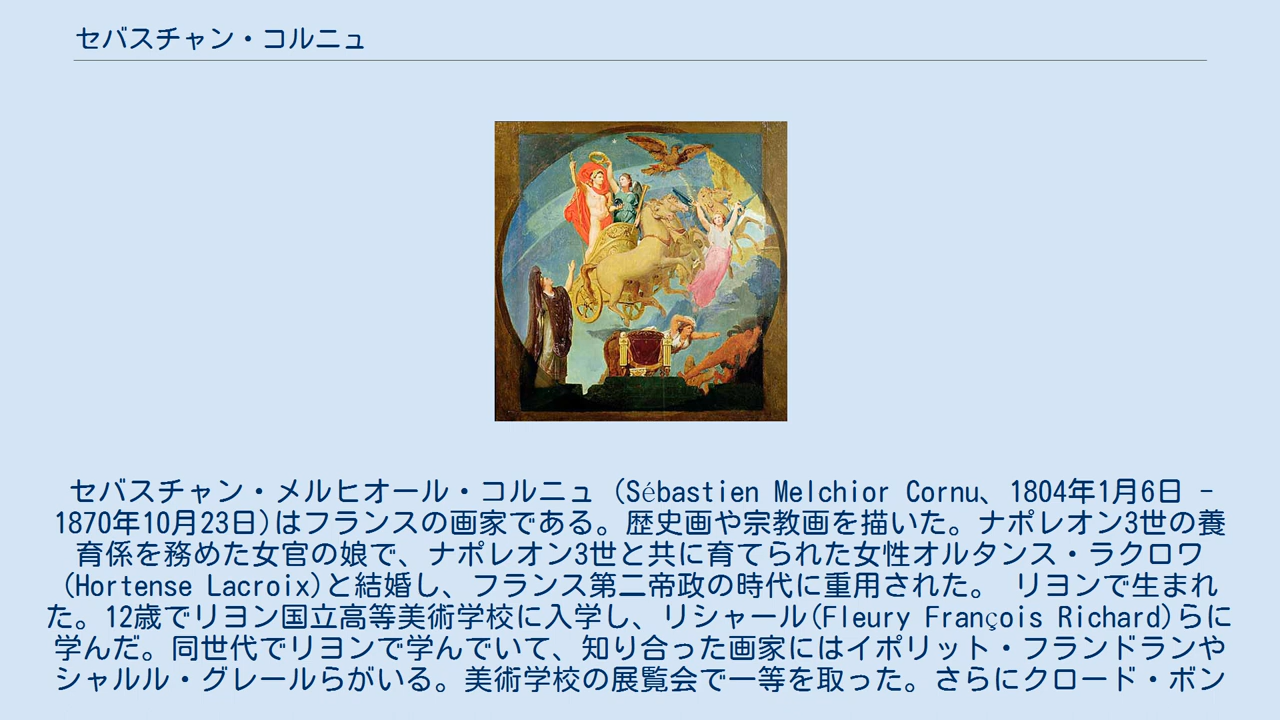 セバスチャン・コルニュ
セバスチャン・メルヒオール・コルニュ (Sébastien Melchior Cornu、1804年1月6日 -
1870年10月23日)はフランスの画家である。歴史画や宗教画を描いた。ナポレオン3世の養
育係を務めた女官の娘で、ナポレオン3世と共に育てられた女性オルタンス・ラクロワ
(Hortense Lacroix)と結婚し、フランス第二帝政の時代に重用された。 リヨンで生まれ
た。12歳でリヨン国立高等美術学校に入学し、リシャール(Fleury François Richard)らに
学んだ。同世代でリヨンで学んでいて、知り合った画家にはイポリット・フランドランや
シャルル・グレールらがいる。美術学校の展覧会で一等を取った。さらにクロード・ボン